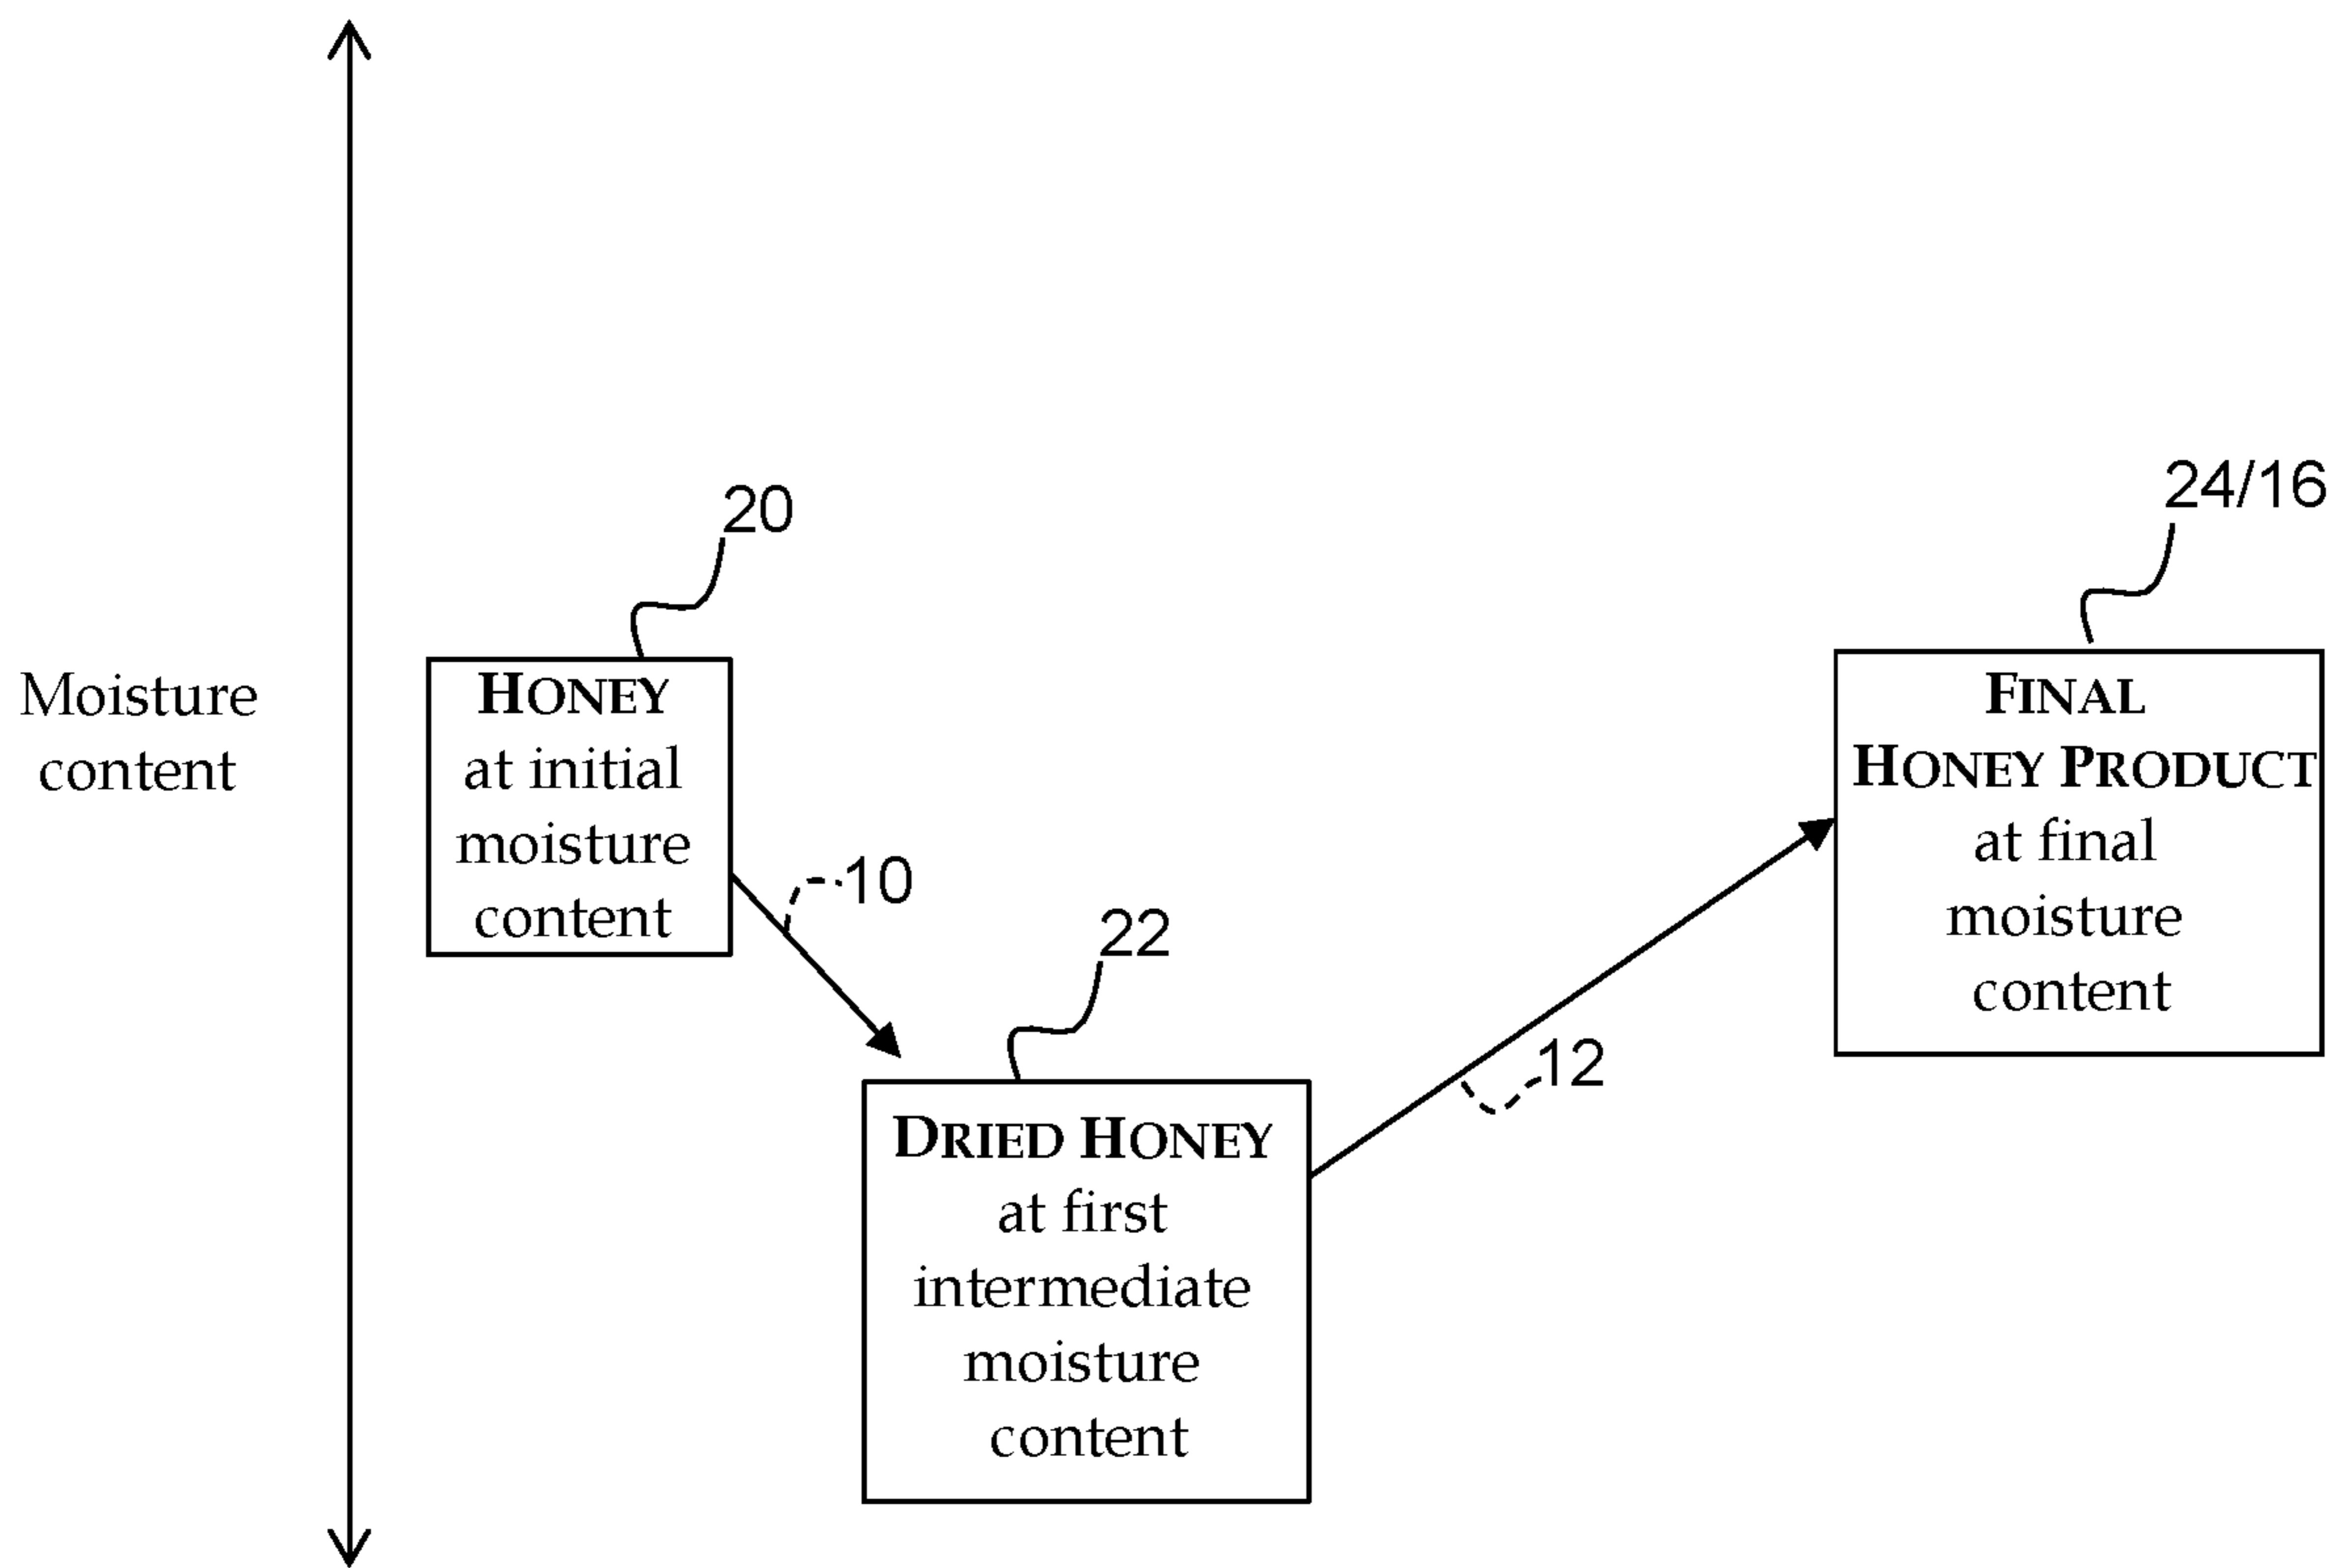 Moisture
content
20
HONEY
at initial
moisture
content
10
22
DRIED HONEY
at first
intermediate
moisture
content
12
24/16
FINAL
HONEY PRODUCT
at final
moisture
content